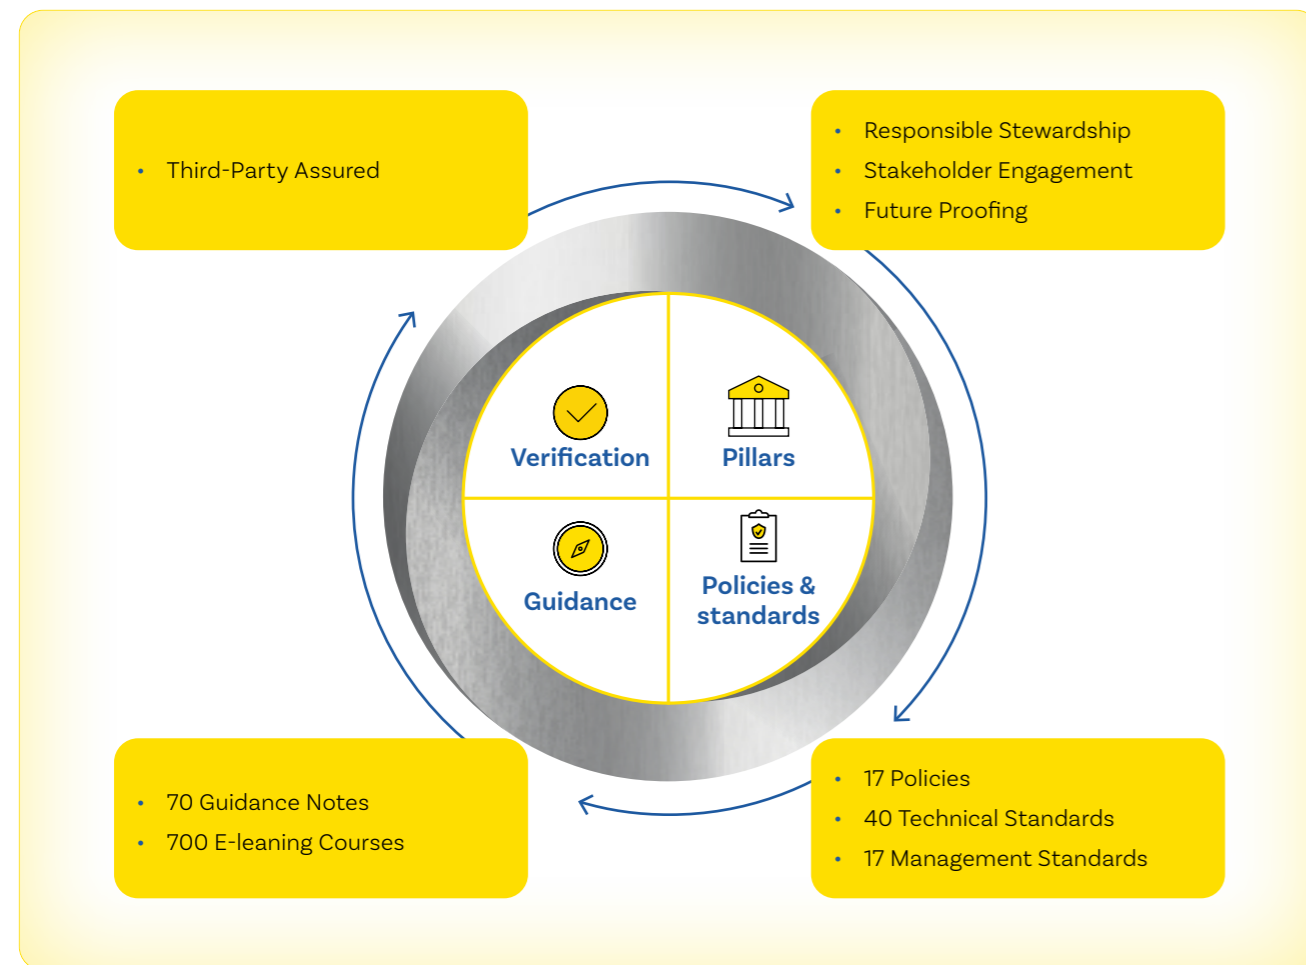 • Third-Party Assured
• Responsible Stewardship
• Stakeholder Engagement
• Future Proofing
Verification
Pillars
Guidance
Policies &
standards
• 70 Guidance Notes
• 700 E-leaning Courses
• 17 Policies
• 40 Technical Standards
• 17 Management Standards